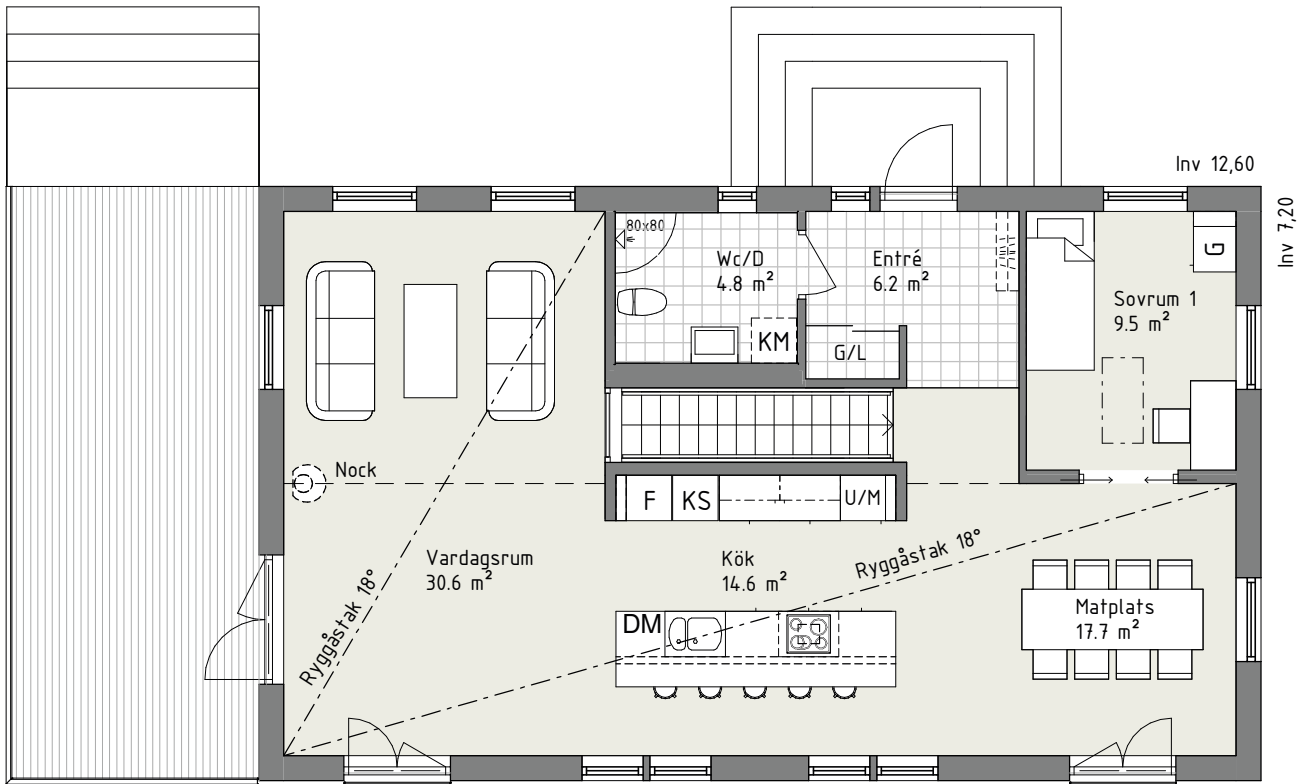 Inv 12,60
Inv 7,20
80x80
Wc/D
4.8 m²
Entré
6.2 m²
G
Sovrum 1
9.5 m²
KM
G/L
Nock
F
KS
U/M
Vardagsrum
30.6 m²
Kök
14.6 m²
Ryggåstak 18°
Ryggåstak 18°
Matplats
17.7 m²
DM